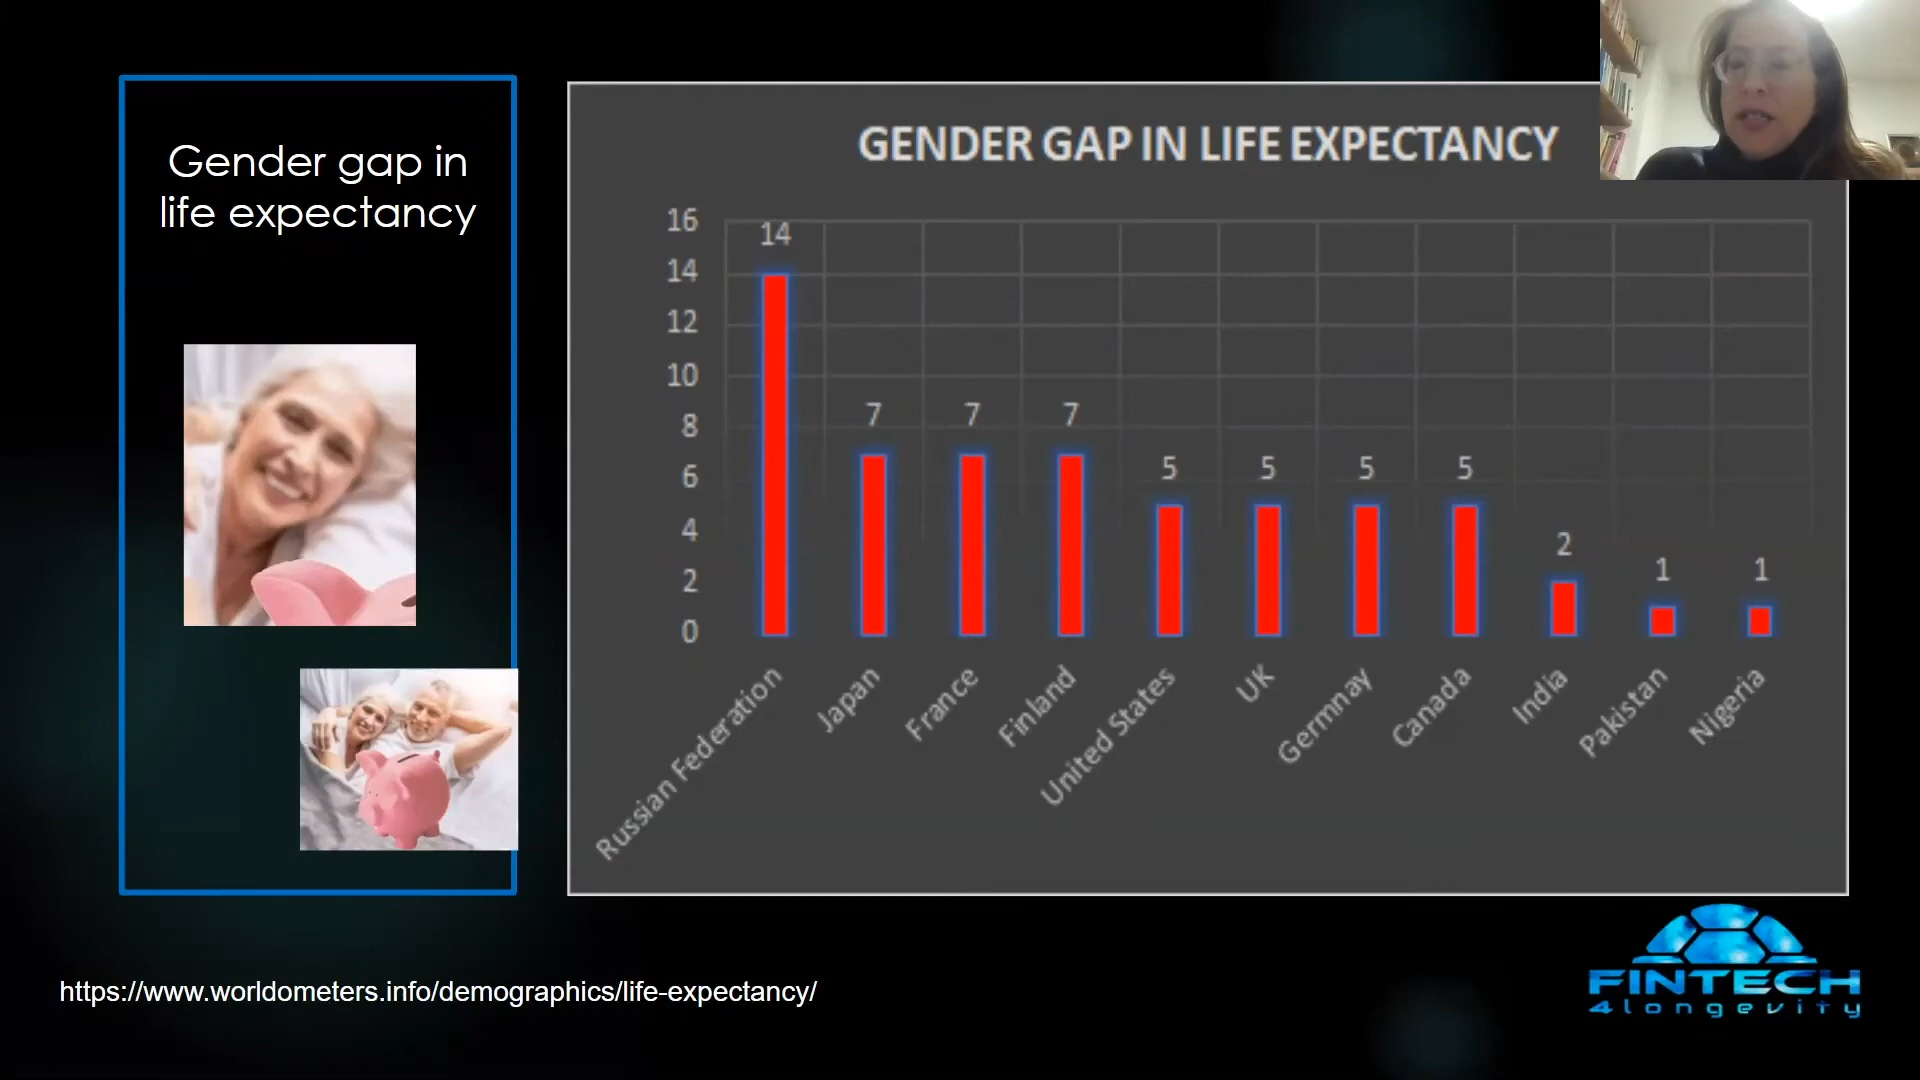 Gender gap in
life expectancy
GENDER GAP IN LIFE EXPECTANCY
16
14
12
10
8
6
4
2
0
14
7
7
7
5
5
5
5
2
1
1
Russian Federation
Japan
France
Finland
United States
UK
Germnay
Canada
India
Pakistan
Nigeria
https://www.worldometers.info/demographics/life-expectancy/
FINTECH
4longevity